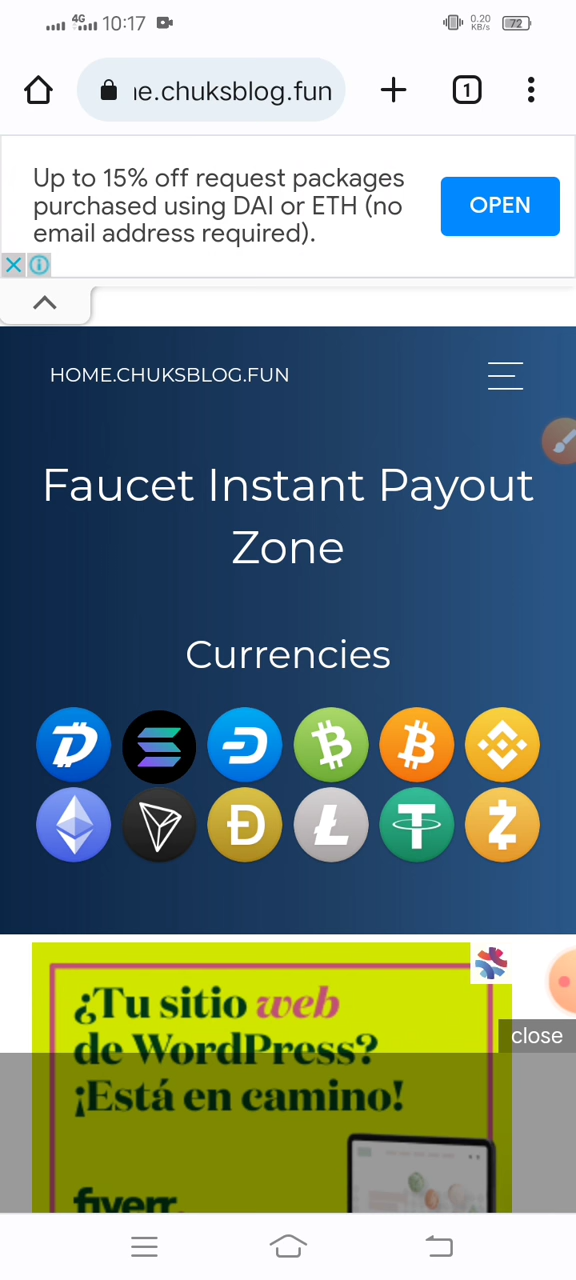 4G 10:17 0.20 KB/s 72
ıe.chuksblog.fun 1
Up to 15% off request packages
purchased using DAI or ETH (no
email address required).
OPEN
HOME.CHUKSBLOG.FUN
Faucet Instant Payout
Zone
Currencies
¿Tu sitio web
de WordPress?
¡Está en camino!
close
fiverr.